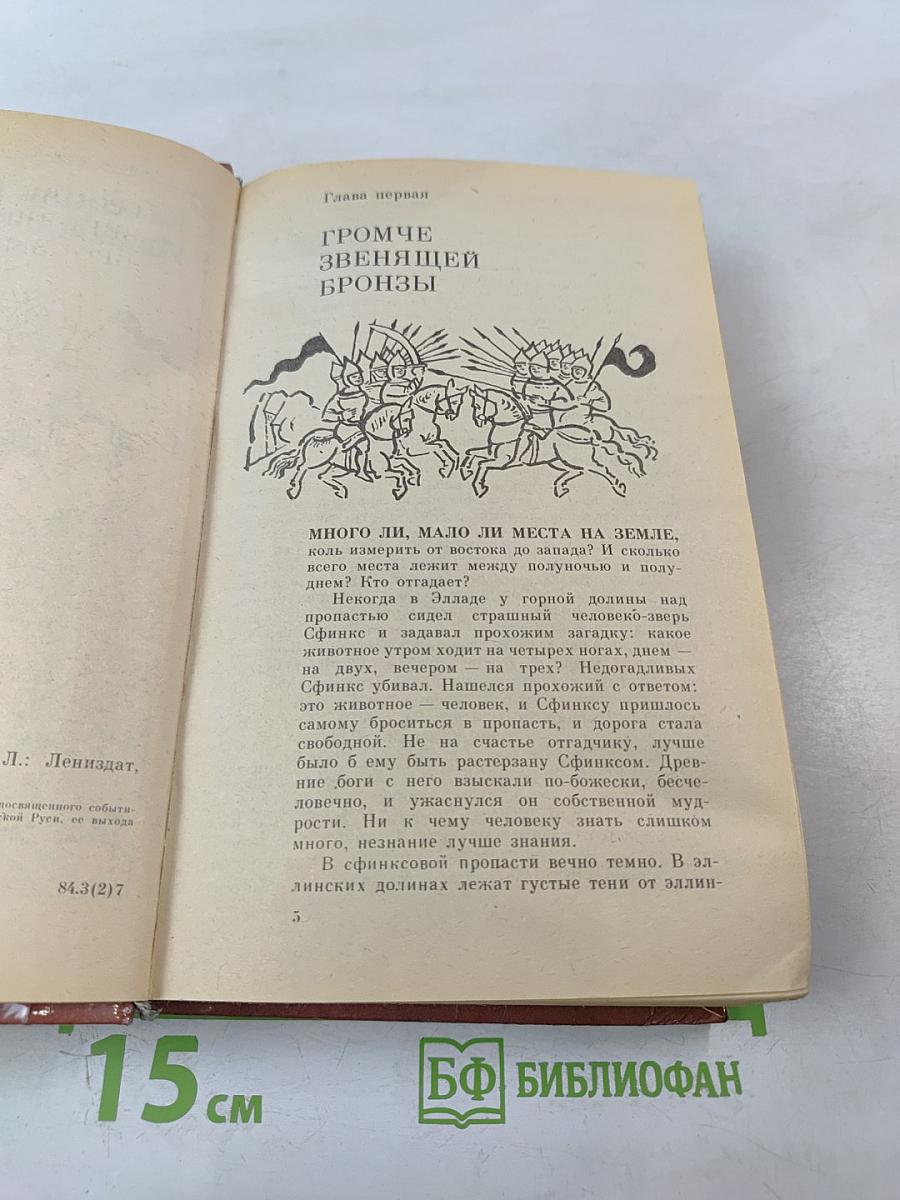 Л.: Лениздат,
посвященного событи-
ской Руси, ее выхода
84.3(2)7
Глава первая
ГРОМЧЕ
ЗВЕНЯЩЕЙ
БРОНЗЫ
МНОГО ЛИ, МАЛО ЛИ МЕСТА НА ЗЕМЛЕ,
коль измерить от востока до запада? И сколько
всего места лежит между полуночью и полу-
днем? Кто отгадает?
Некогда в Элладе у горной долины над
пропастью сидел страшный человеко-зверь
Сфинкс и задавал прохожим загадку: какое
животное утром ходит на четырех ногах, днем —
на двух, вечером — на трех? Недогадливых
Сфинкс убивал. Нашелся прохожий с ответом:
это животное — человек, и Сфинксу пришлось
самому броситься в пропасть, и дорога стала
свободной. Не на счастье отгадчику, лучше
было б ему быть растерзану Сфинксом. Древ-
ние боги с него взыскали по-божески, бесче-
ловечно, и ужаснулся он собственной муд-
рости. Ни к чему человеку знать слишком
много, незнание лучше знания.
В сфинксовой пропасти вечно темно. В эл-
линских долинах лежат густые тени от эллин-
5
15 см
БФ БИБЛИОФАН